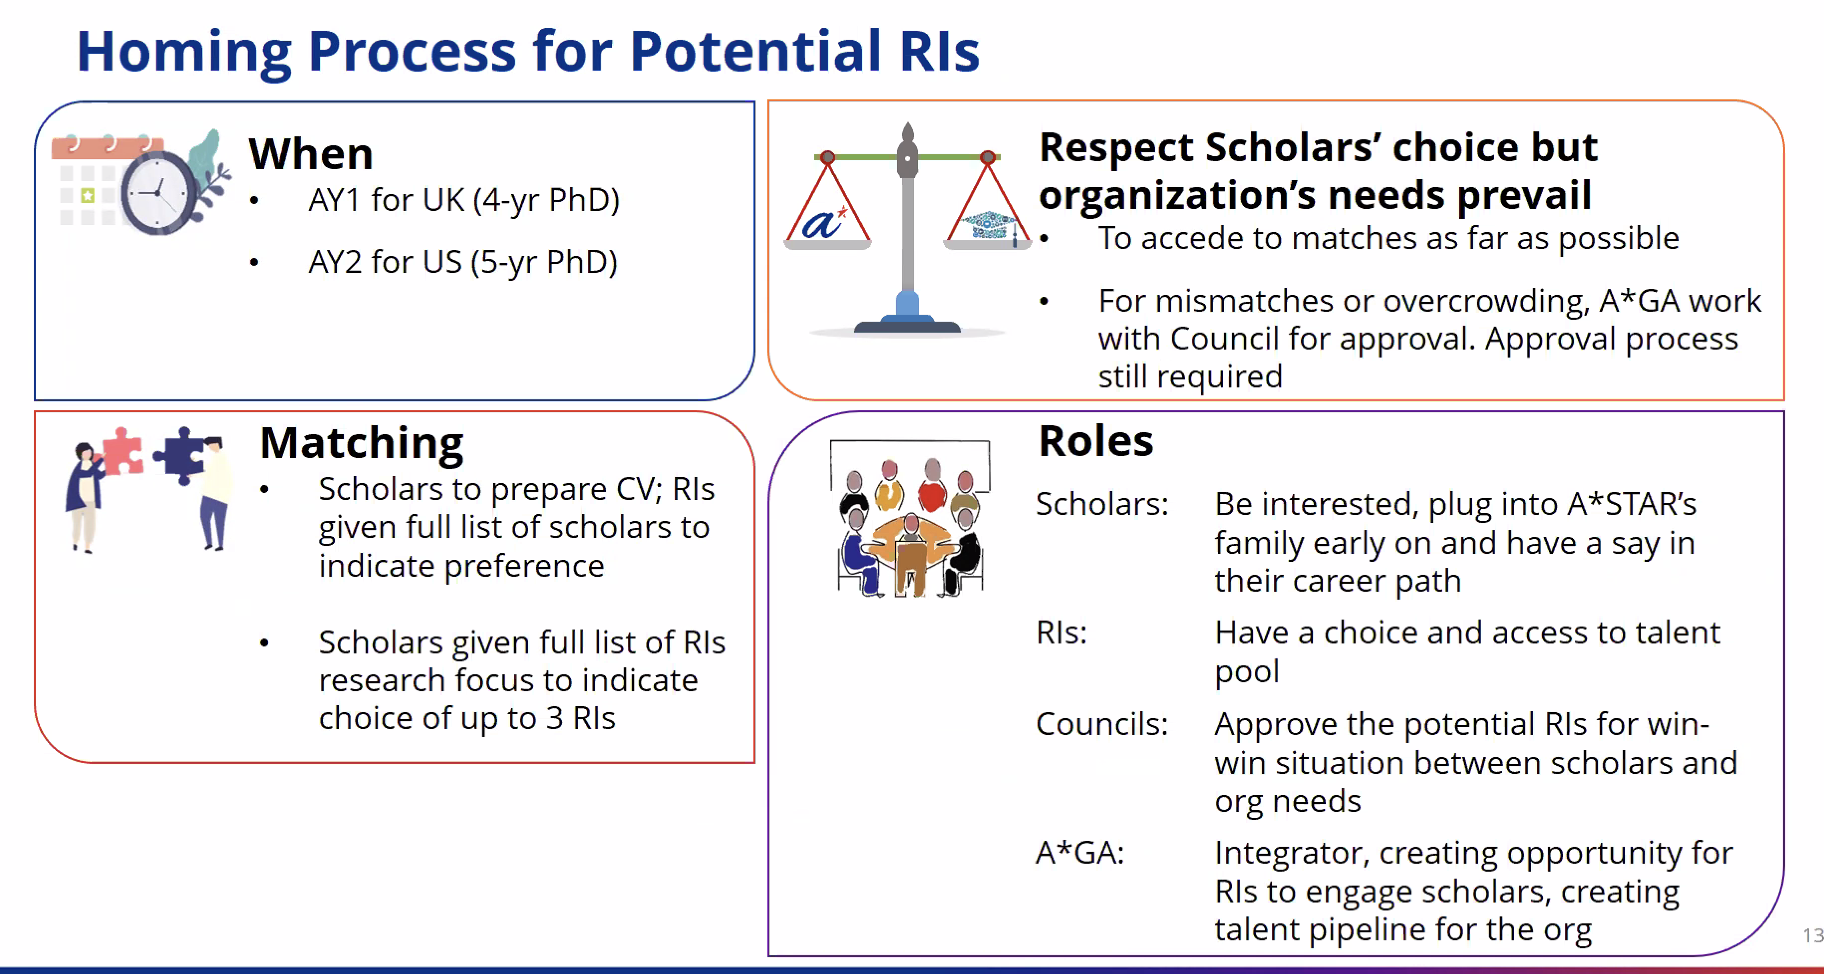 Homing Process for Potential RIs
When
• AY1 for UK (4-yr PhD)
• AY2 for US (5-yr PhD)
Respect Scholars’ choice but
organization’s needs prevail
• To accede to matches as far as possible
• For mismatches or overcrowding, A*GA work
with Council for approval. Approval process
still required
a*
Matching
• Scholars to prepare CV; RIs
given full list of scholars to
indicate preference
• Scholars given full list of RIs
research focus to indicate
choice of up to 3 RIs
Roles
Scholars: Be interested, plug into A*STAR’s
family early on and have a say in
their career path
RIs: Have a choice and access to talent
pool
Councils: Approve the potential RIs for win-
win situation between scholars and
org needs
A*GA: Integrator, creating opportunity for
RIs to engage scholars, creating
talent pipeline for the org
13